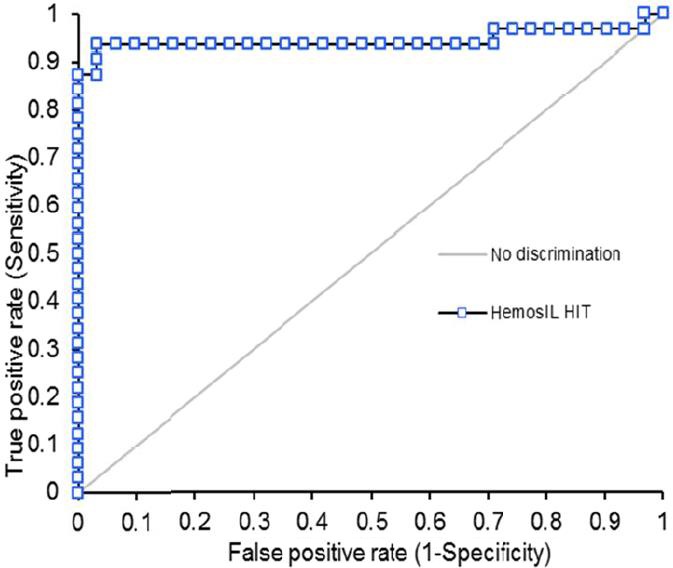 1
0.9
0.8
0.7
0.6
0.5
0.4
0.3
0.2
0.1
0
True positive rate (Sensitivity)
No discrimination
HemosIL HIT
0 0.1 0.2 0.3 0.4 0.5 0.6 0.7 0.8 0.9 1
False positive rate (1-Specificity)